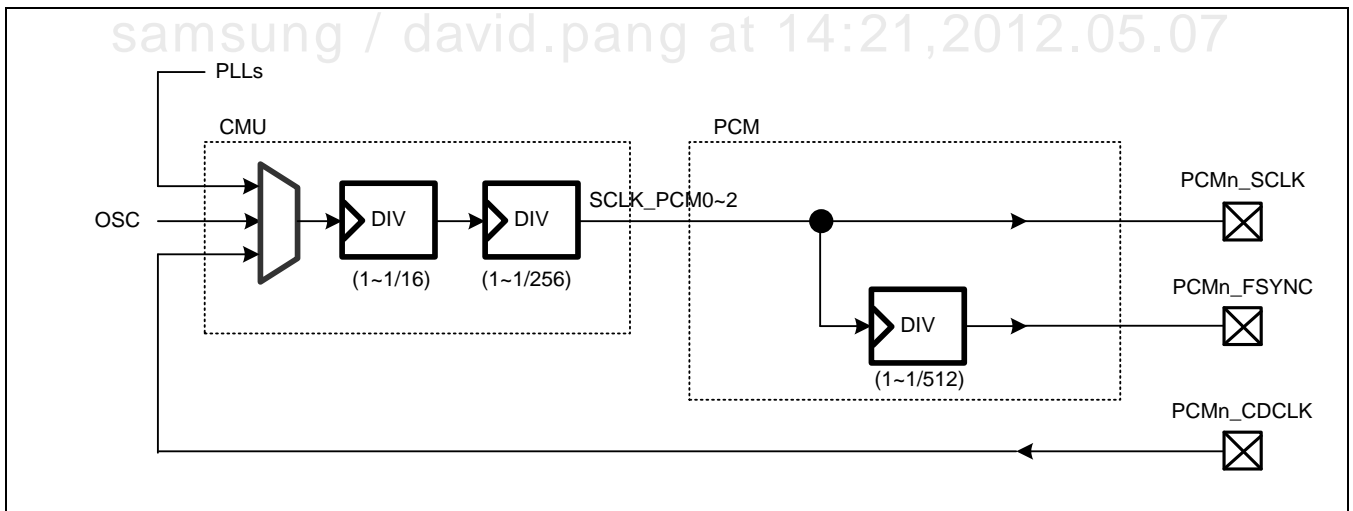 samsung / david.pang at 14:21,2012.05.07
PLLs
CMU
PCM
PCMn_SCLK
SCLK_PCM0~2
OSC
DIV
DIV
(1~1/16)
(1~1/256)
PCMn_FSYNC
DIV
(1~1/512)
PCMn_CDCLK